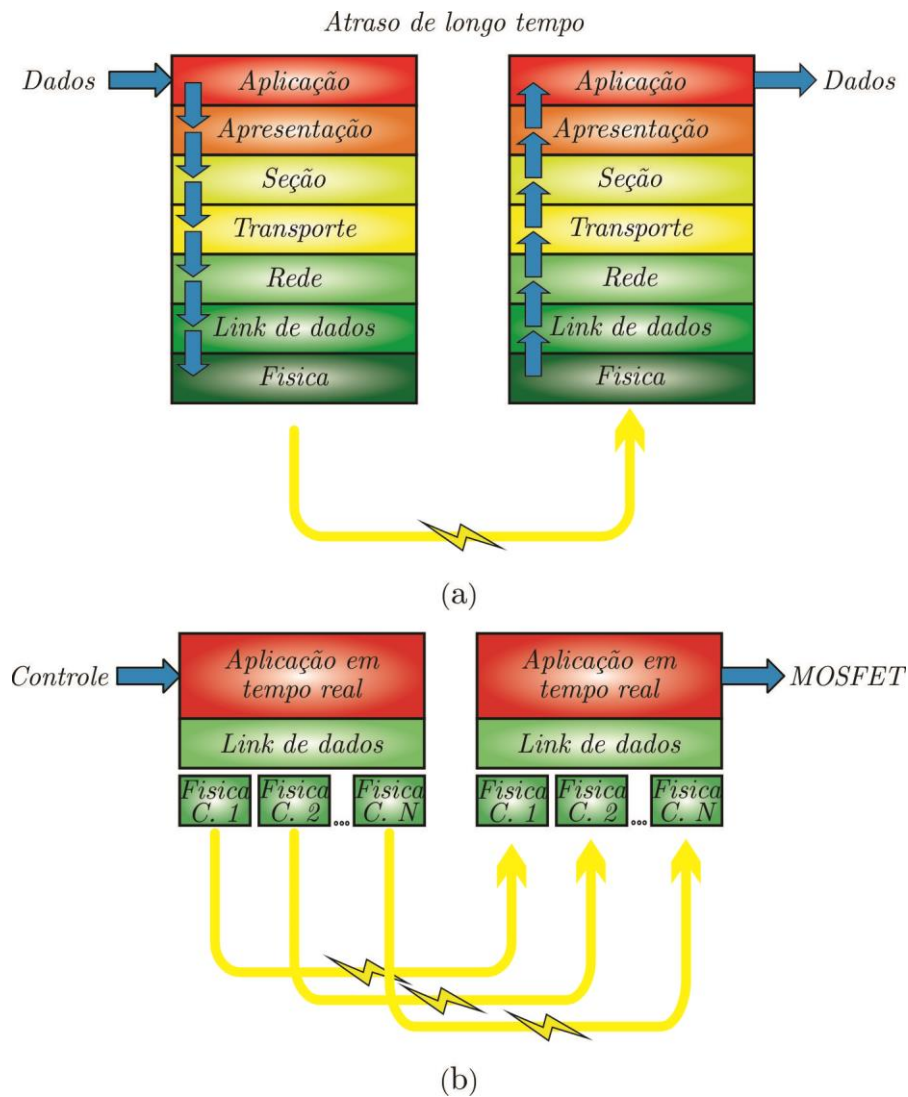 Atraso de longo tempo
Dados
Aplicação
Apresentação
Seção
Transporte
Rede
Link de dados
Fisica
Aplicação
Apresentação
Seção
Transporte
Rede
Link de dados
Fisica
Dados
(a)
Controle
Aplicação em
tempo real
Link de dados
Fisica
C. 1
Fisica
C. 2
...
Fisica
C. N
Aplicação em
tempo real
Link de dados
Fisica
C. 1
Fisica
C. 2
...
Fisica
C. N
MOSFET
(b)